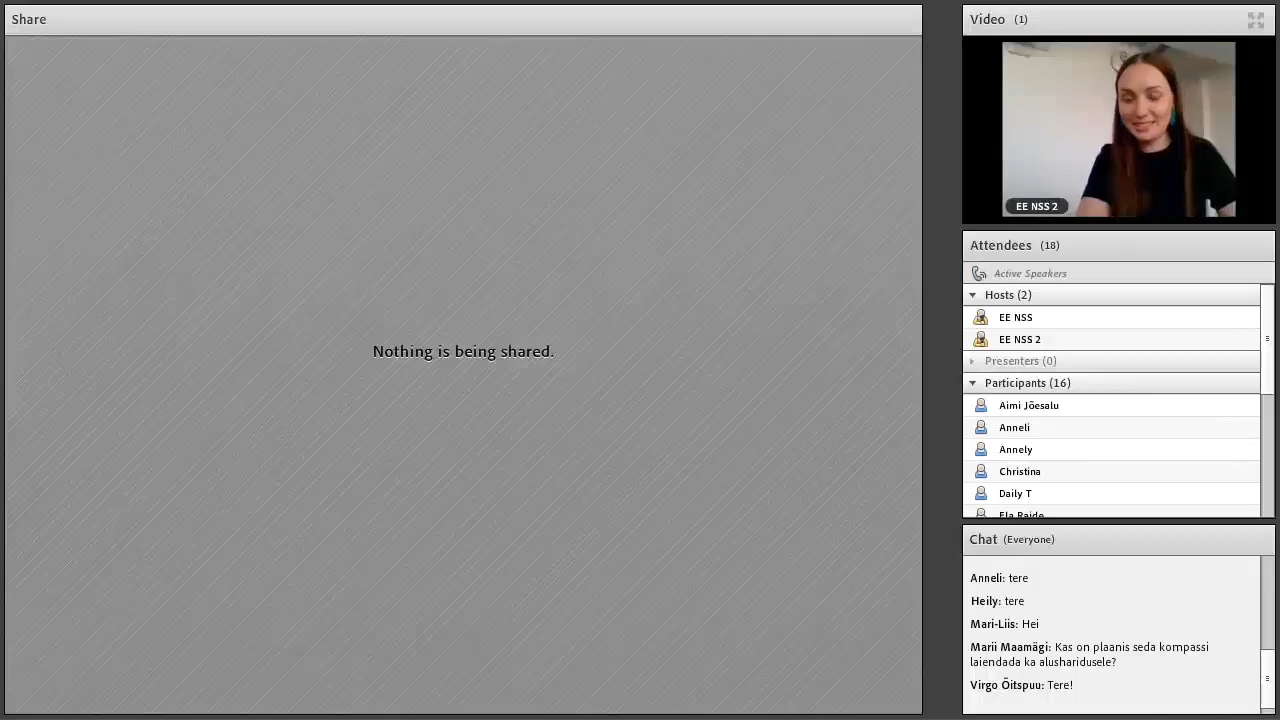 Share
Nothing is being shared.
Video (1)
EE NSS 2
Attendees (18)
Active Speakers
Hosts (2)
EE NSS
EE NSS 2
Presenters (0)
Participants (16)
Aimi Jõesalu
Anneli
Annely
Christina
Daily T
Ela Raide
Chat (Everyone)
Anneli: tere
Heily: tere
Mari-Liis: Hei
Marii Maamägi: Kas on plaanis seda kompassi
laiendada ka alusharidusele?
Virgo Õitspuu: Tere!